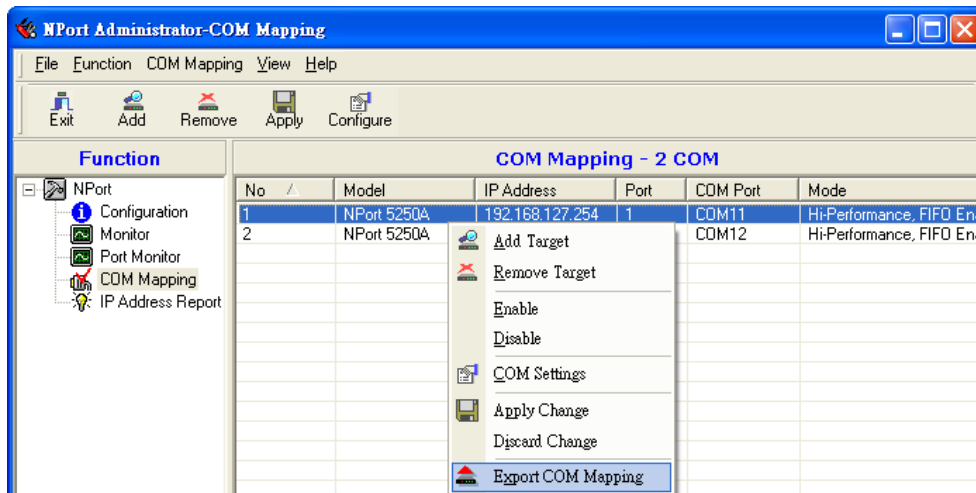 NPort Administrator-COM Mapping
File Function COM Mapping View Help
Exit Add Remove Apply Configure
Function
COM Mapping - 2 COM
NPort
Configuration
Monitor
Port Monitor
COM Mapping
IP Address Report
No Model IP Address Port COM Port Mode
1 NPort 5250A 192.168.127.254 1 COM11 Hi-Performance, FIFO En
2 NPort 5250A COM12 Hi-Performance, FIFO En
Add Target
Remove Target
Enable
Disable
COM Settings
Apply Change
Discard Change
Export COM Mapping